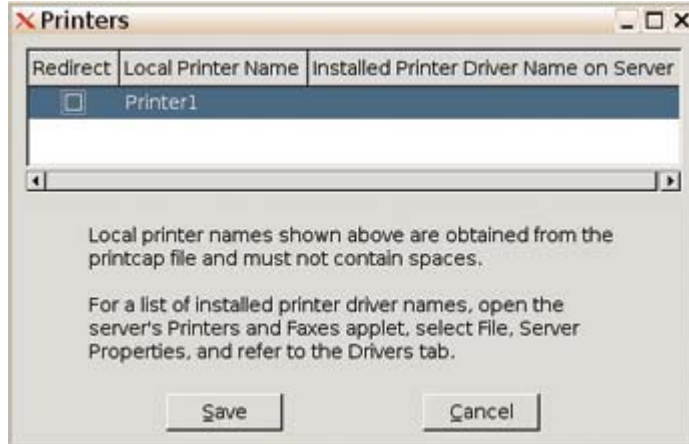 Printers
Redirect Local Printer Name Installed Printer Driver Name on Server
Printer1
Local printer names shown above are obtained from the
printcap file and must not contain spaces.
For a list of installed printer driver names, open the
server's Printers and Faxes applet, select File, Server
Properties, and refer to the Drivers tab.
Save Cancel